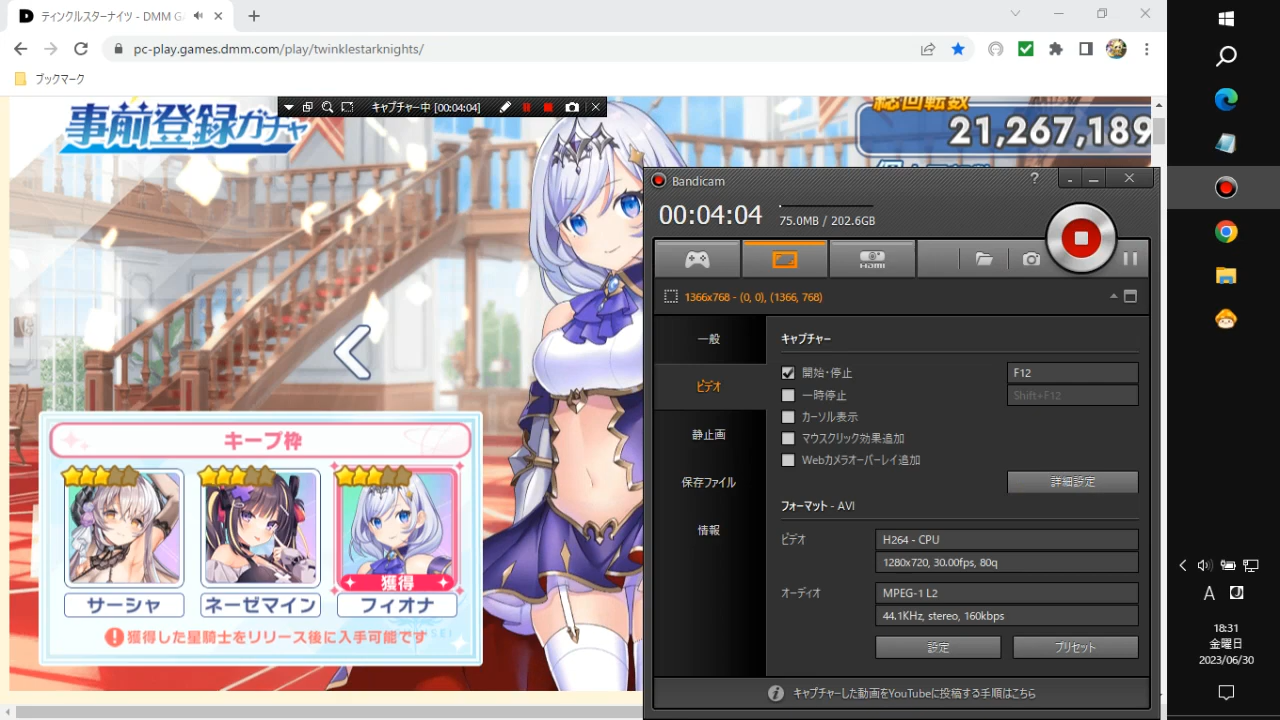 ティンクルスターナイツ - DMM GA
pc-play.games.dmm.com/play/twinklestarknights/
ブックマーク
事前登録ガチャ
キャプチャー中 [00:04:04]
総回転数
21,267,189
キープ枠
サーシャ
ネーゼマイン
獲得
フィオナ
獲得した星騎士をリリース後に入手可能です
Bandicam
00:04:04
75.0MB / 202.6GB
HDMI
1366x768 - (0, 0), (1366, 768)
一般
ビデオ
静止画
保存ファイル
情報
キャプチャー
開始・停止
F12
一時停止
Shift+F12
カーソル表示
マウスクリック効果追加
Webカメラオーバーレイ追加
詳細設定
フォーマット - AVI
ビデオ
H264 - CPU
1280x720, 30.00fps, 80q
オーディオ
MPEG-1 L2
44.1KHz, stereo, 160kbps
設定
プリセット
キャプチャーした動画をYouTubeに投稿する手順はこちら
A
18:31
金曜日
2023/06/30